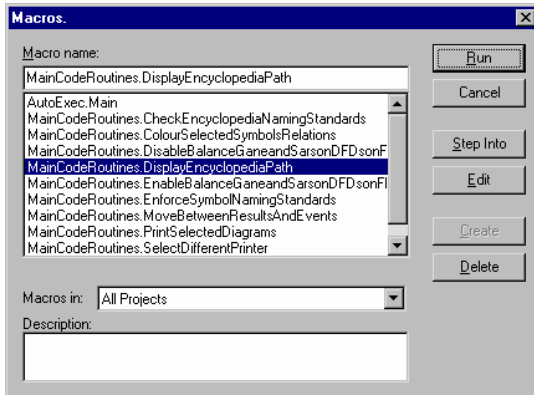 Macros.
Macro name:
MainCodeRoutines.DisplayEncyclopediaPath
AutoExec.Main
MainCodeRoutines.CheckEncyclopediaNamingStandards
MainCodeRoutines.ColourSelectedSymbolsRelations
MainCodeRoutines.DisableBalanceGaneandSarsonDFDsonF
MainCodeRoutines.DisplayEncyclopediaPath
MainCodeRoutines.EnableBalanceGaneandSarsonDFDsonFl
MainCodeRoutines.EnforceSymbolNamingStandards
MainCodeRoutines.MoveBetweenResultsAndEvents
MainCodeRoutines.PrintSelectedDiagrams
MainCodeRoutines.SelectDifferentPrinter
Macros in: All Projects
Description:
Run
Cancel
Step Into
Edit
Create
Delete